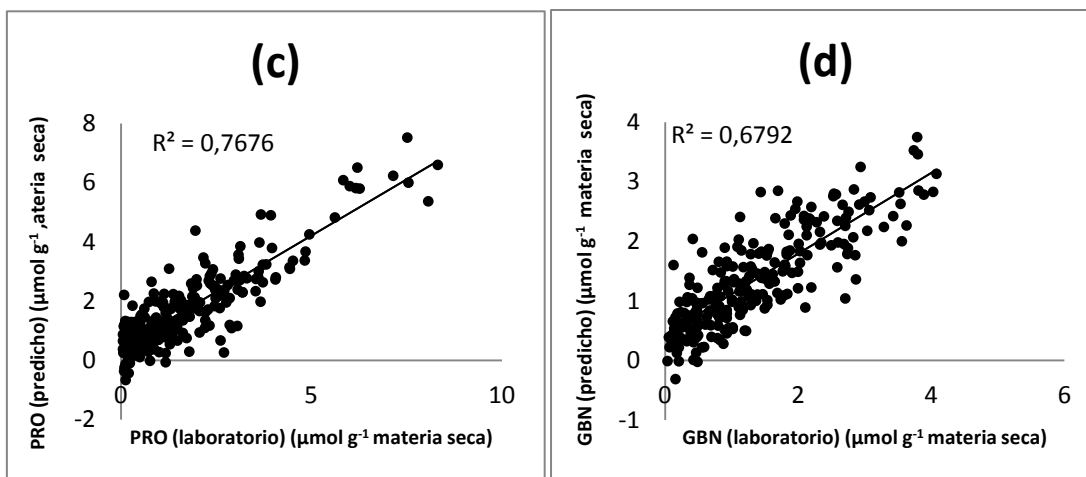 (c)
R² = 0,7676
8
6
4
2
0
-2
0
5
10
PRO (predicho) (µmol g⁻¹ ,ateria seca)
PRO (laboratorio) (µmol g⁻¹ materia seca)
(d)
R² = 0,6792
4
3
2
1
0
-1
0
2
4
6
GBN (predicho) (µmol g⁻¹ materia seca)
GBN (laboratorio) (µmol g⁻¹ materia seca)